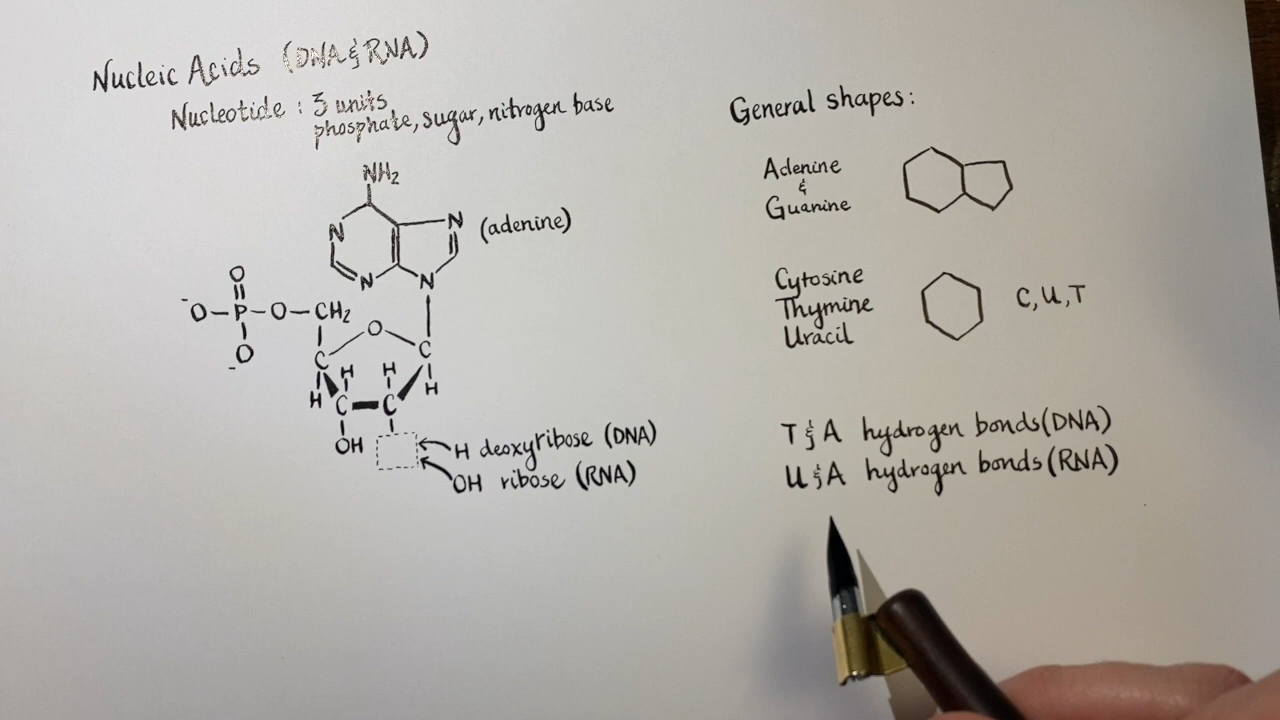 Nucleic Acids (DNA & RNA)
Nucleotide : 3 units
phosphate, sugar, nitrogen base
NH2
N
N
(adenine)
N
N
O
-O-P-O-CH2
O-
O
C
C
H
H
H
H
C
C
OH
H deoxyribose (DNA)
OH ribose (RNA)
General shapes:
Adenine
&
Guanine
Cytosine
Thymine
Uracil
C, U, T
T & A hydrogen bonds (DNA)
U & A hydrogen bonds (RNA)